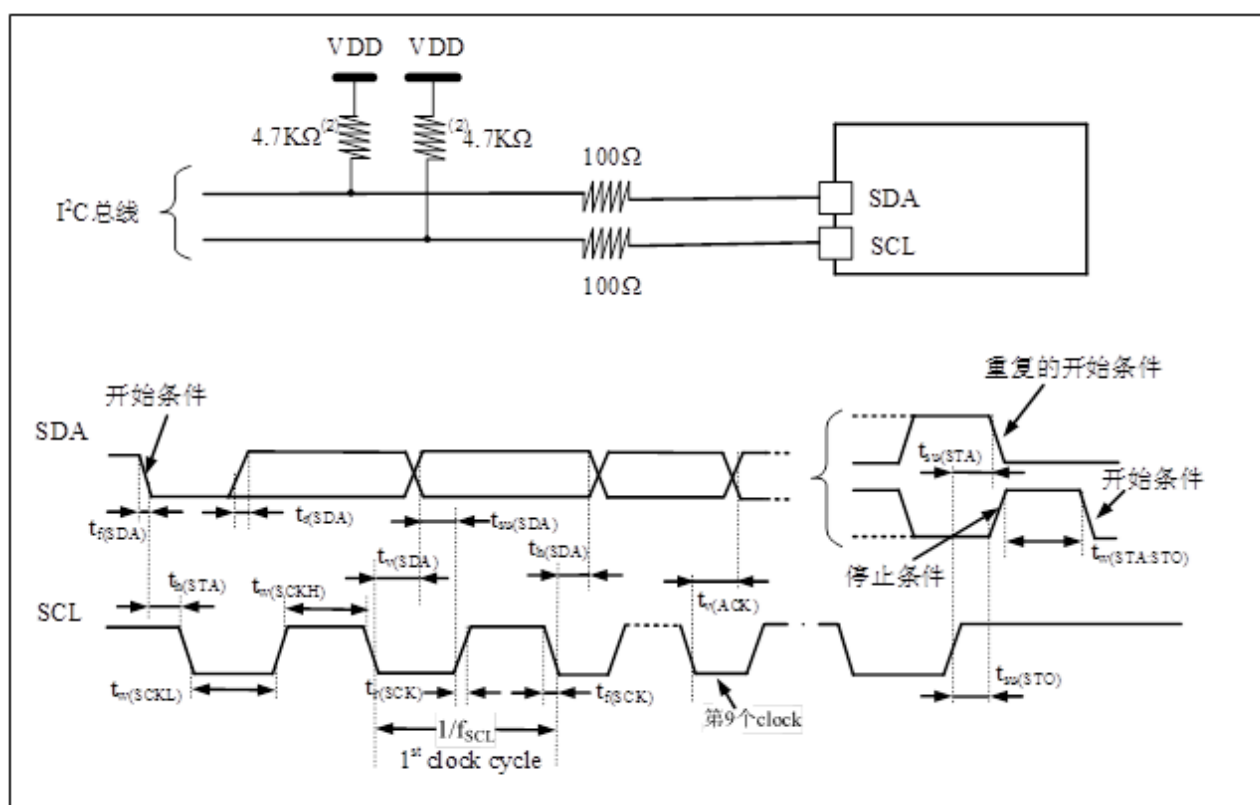 VDD VDD
4.7KΩ(2) (2)4.7KΩ
100Ω
I²C总线
SDA
SCL
100Ω
重复的开始条件
开始条件
SDA
tsu(STA)
开始条件
tf(SDA)
tr(SDA)
tsu(SDA)
tv(SDA)
th(SDA)
停止条件
tw(STA:STO)
th(STA)
tw(SCKH)
tv(ACK)
SCL
tw(SCKL)
tr(SCK)
tf(SCK)
tsu(STO)
第9个clock
1/fSCL
1st clock cycle